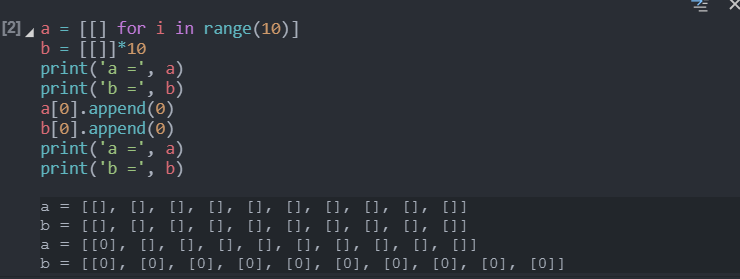 [2] a = [[] for i in range(10)]
b = [[]]*10
print('a =', a)
print('b =', b)
a[0].append(0)
b[0].append(0)
print('a =', a)
print('b =', b)
a = [[], [], [], [], [], [], [], [], [], []]
b = [[], [], [], [], [], [], [], [], [], []]
a = [[0], [], [], [], [], [], [], [], [], []]
b = [[0], [0], [0], [0], [0], [0], [0], [0], [0], [0]]